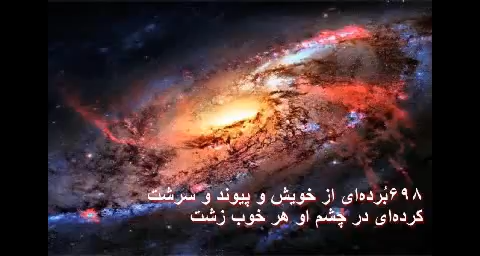 ۶۹۸بُرده‌ای از خویش و پیوند و سرشت
کرده‌ای در چشم او هر خوب زشت